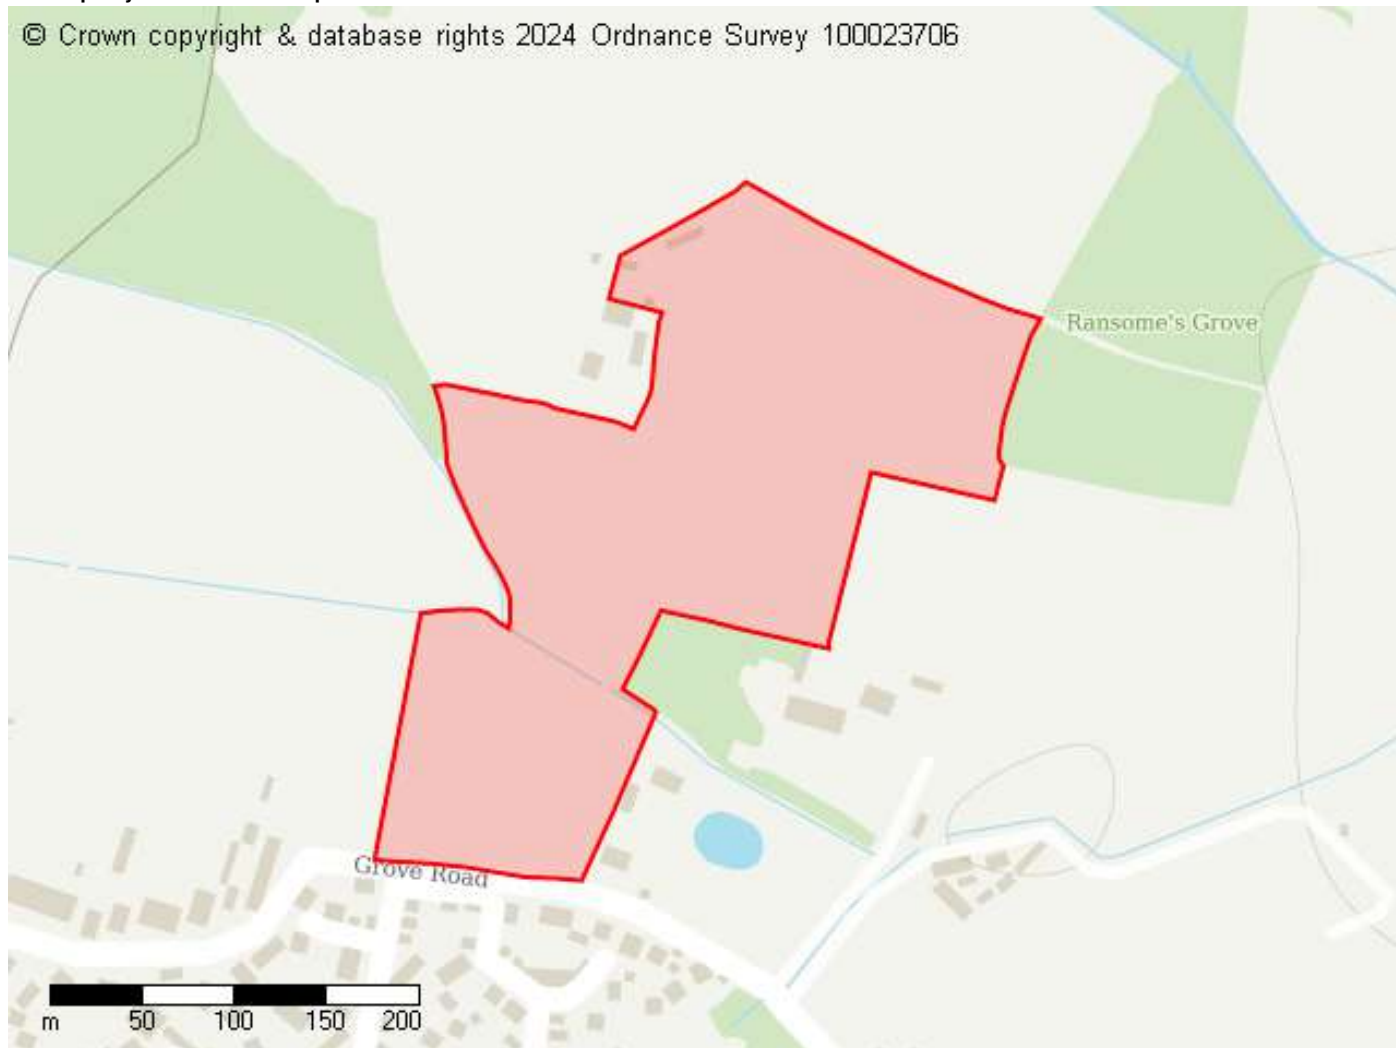 © Crown copyright & database rights 2024 Ordnance Survey 100023706
Ransome's Grove
Grove Road
m 50 100 150 200